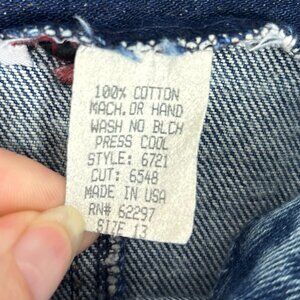 100% COTTON
MACH. OR HAND
WASH NO BLCH
PRESS COOL
STYLE: 6721
CUT: 6548
MADE IN USA
RN# 62297
SIZE 13